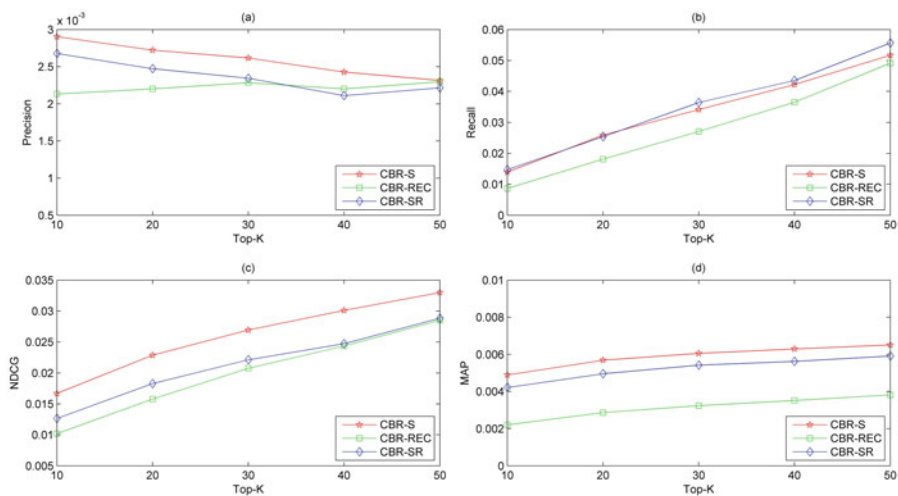 (a)
3 x 10⁻³
2.5
2
1.5
1
0.5
10 20 30 40 50
Precision
Top-K
CBR-S
CBR-REC
CBR-SR
(b)
0.06
0.05
0.04
0.03
0.02
0.01
0
10 20 30 40 50
Recall
Top-K
CBR-S
CBR-REC
CBR-SR
(c)
0.035
0.03
0.025
0.02
0.015
0.01
0.005
10 20 30 40 50
NDCG
Top-K
CBR-S
CBR-REC
CBR-SR
(d)
0.01
0.008
0.006
0.004
0.002
0
10 20 30 40 50
MAP
Top-K
CBR-S
CBR-REC
CBR-SR